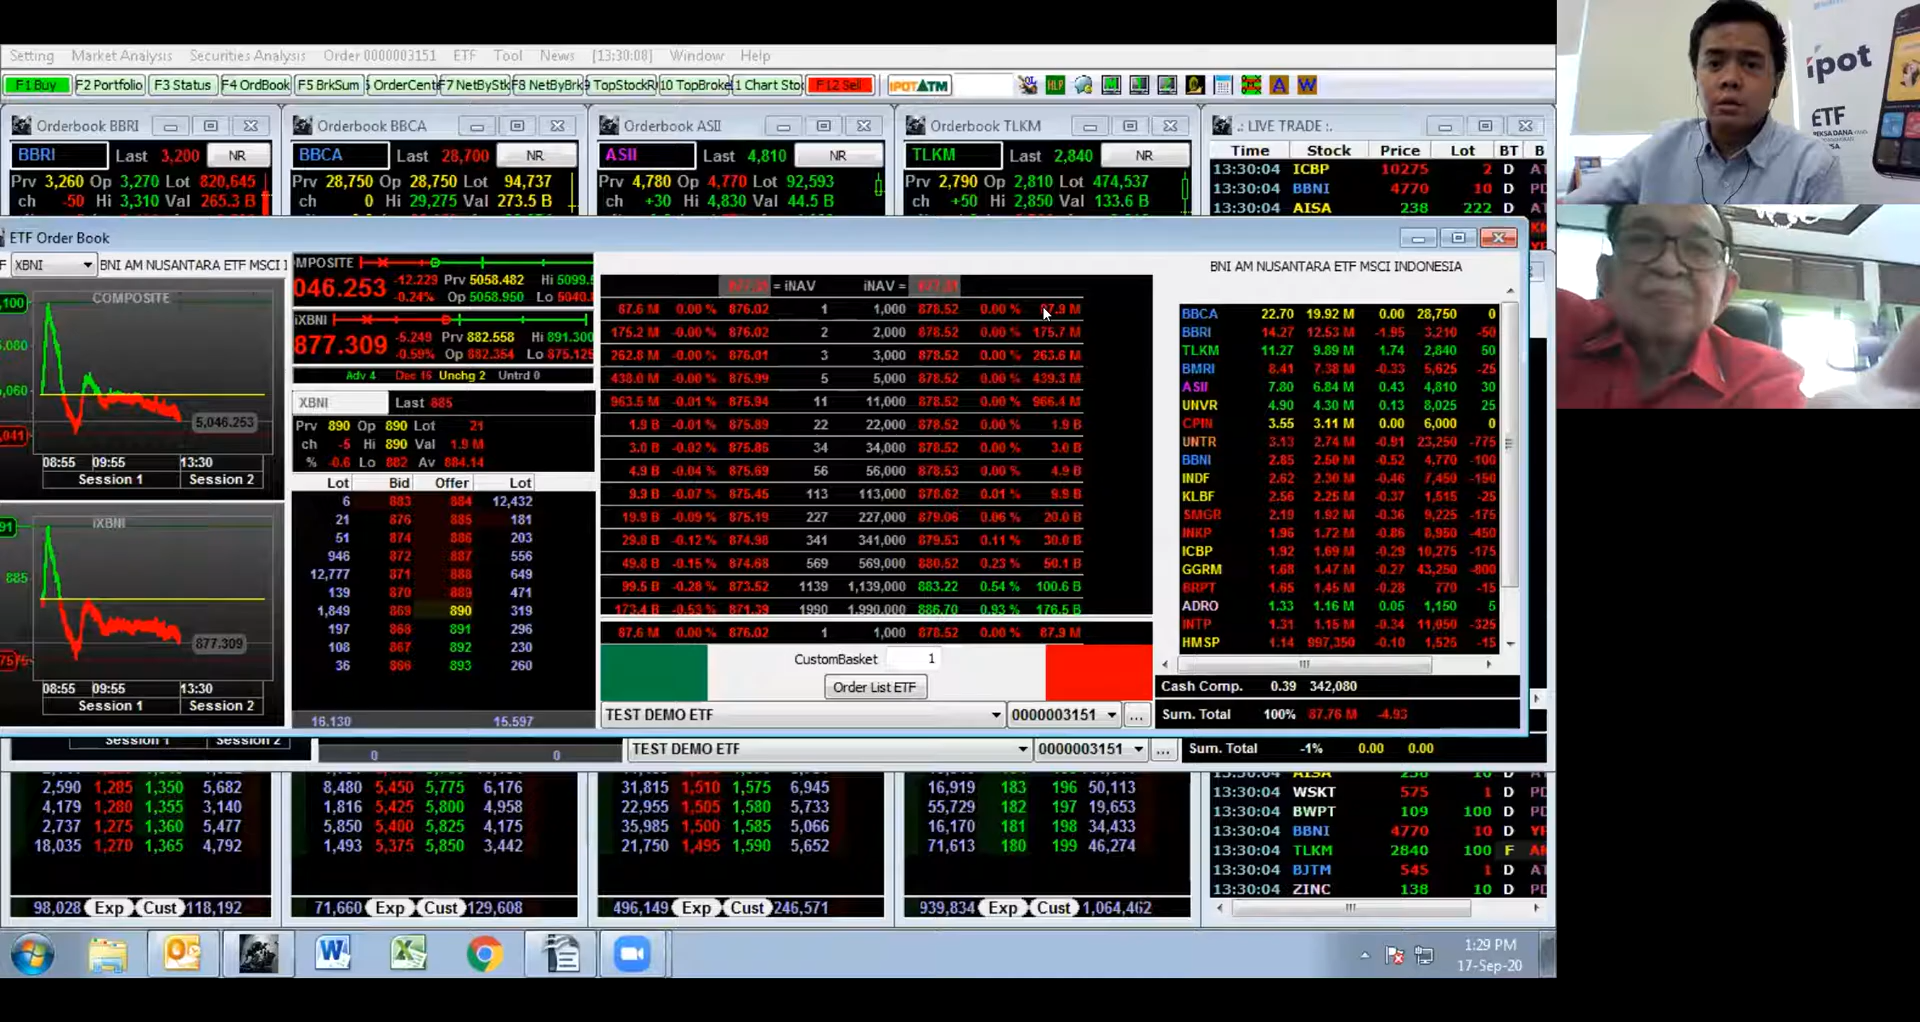 Setting Market Analysis Securities Analysis Order 0000003151 ETF Tool News [13:30:08] Window Help
F1 Buy F2 Portfolio F3 Status F4 OrdBook F5 BrkSum OrderCent F7 NetByStk F8 NetByBrk TopStockR 10 TopBroke 1 Chart Sto F12 Sell IPOTATM HLP A W
Orderbook BBRI Orderbook BBCA Orderbook ASII Orderbook TLKM .: LIVE TRADE :.
BBRI Last 3,200 NR BBCA Last 28,700 NR ASII Last 4,810 NR TLKM Last 2,840 NR Time Stock Price Lot BT B
Prv 3,260 Op 3,270 Lot 820,645 Prv 28,750 Op 28,750 Lot 94,737 Prv 4,780 Op 4,770 Lot 92,593 Prv 2,790 Op 2,810 Lot 474,537
ch -50 Hi 3,310 Val 265.3 B ch 0 Hi 29,275 Val 273.5 B ch +30 Hi 4,830 Val 44.5 B ch +50 Hi 2,850 Val 133.6 B
13:30:04 ICBP 10275 2 D AT
13:30:04 BBNI 4770 10 D PD
13:30:04 AISA 238 222 D AT
ETF Order Book
XBNI BNI AM NUSANTARA ETF MSCI I
COMPOSITE
5,046.253
08:55 09:55 13:30
Session 1 Session 2
iXBNI
885
877.309
08:55 09:55 13:30
Session 1 Session 2
MPOSITE
046.253 -12.229 Prv 5058.482 Hi 5099.
-0.24% Op 5058.950 Lo 5040.
iXBNI
877.309 -5.249 Prv 882.558 Hi 891.300
-0.59% Op 882.354 Lo 875.125
Adv 4 Dec 16 Unchg 2 Untrd 0
XBNI Last 885
Prv 890 Op 890 Lot 21
ch -5 Hi 890 Val 1.9 M
% -0.6 Lo 882 Av 884.14
Lot Bid Offer Lot
6 883 884 12,432
21 876 885 181
51 874 886 203
946 872 887 556
12,777 871 888 649
139 870 889 471
1,849 869 890 319
197 868 891 296
108 867 892 230
36 866 893 260
16,130 15,597
877.31 = iNAV iNAV = 877.31
87.6 M 0.00 % 876.02 1 1,000 878.52 0.00 % 87.9 M
175.2 M -0.00 % 876.02 2 2,000 878.52 0.00 % 175.7 M
262.8 M -0.00 % 876.01 3 3,000 878.52 0.00 % 263.6 M
438.0 M -0.00 % 875.99 5 5,000 878.52 0.00 % 439.3 M
963.5 M -0.01 % 875.94 11 11,000 878.52 0.00 % 966.4 M
1.9 B -0.01 % 875.89 22 22,000 878.52 0.00 % 1.9 B
3.0 B -0.02 % 875.86 34 34,000 878.52 0.00 % 3.0 B
4.9 B -0.04 % 875.69 56 56,000 878.53 0.00 % 4.9 B
9.9 B -0.07 % 875.45 113 113,000 878.62 0.01 % 9.9 B
19.9 B -0.09 % 875.19 227 227,000 879.06 0.06 % 20.0 B
29.8 B -0.12 % 874.98 341 341,000 879.53 0.11 % 30.0 B
49.8 B -0.15 % 874.68 569 569,000 880.52 0.23 % 50.1 B
99.5 B -0.28 % 873.52 1139 1,139,000 883.22 0.54 % 100.6 B
173.4 B -0.53 % 871.39 1990 1,990,000 886.70 0.93 % 176.5 B
87.6 M 0.00 % 876.02 1 1,000 878.52 0.00 % 87.9 M
CustomBasket 1
Order List ETF
TEST DEMO ETF 0000003151 ...
BNI AM NUSANTARA ETF MSCI INDONESIA
BBCA 22.70 19.92 M 0.00 28,750 0
BBRI 14.27 12.53 M -1.95 3,210 -50
TLKM 11.27 9.89 M 1.74 2,840 50
BMRI 8.41 7.38 M -0.33 5,625 -25
ASII 7.80 6.84 M 0.43 4,810 30
UNVR 4.90 4.30 M 0.13 8,025 25
CPIN 3.55 3.11 M 0.00 6,000 0
UNTR 3.13 2.74 M -0.91 23,250 -775
BBNI 2.85 2.50 M -0.52 4,770 -100
INDF 2.62 2.30 M -0.46 7,450 -150
KLBF 2.56 2.25 M -0.37 1,515 -25
SMGR 2.19 1.92 M -0.36 9,225 -175
INKP 1.96 1.72 M -0.86 8,950 -450
ICBP 1.92 1.69 M -0.29 10,275 -175
GGRM 1.68 1.47 M -0.27 43,250 -800
BRPT 1.65 1.45 M -0.28 770 -15
ADRO 1.33 1.16 M 0.05 1,150 5
INTP 1.31 1.15 M -0.34 11,050 -325
HMSP 1.14 997,350 -0.10 1,525 -15
Cash Comp. 0.39 342,080
Sum. Total 100% 87.76 M -4.93
Session 1 Session 2 0 0 TEST DEMO ETF 0000003151 ... Sum. Total -1% 0.00 0.00
2,590 1,285 1,350 5,682 8,480 5,450 5,775 6,176 31,815 1,510 1,575 6,945 16,919 183 196 50,113
4,179 1,280 1,355 3,140 1,816 5,425 5,800 4,958 22,955 1,505 1,580 5,733 55,729 182 197 19,653
2,737 1,275 1,360 5,477 5,850 5,400 5,825 4,175 35,985 1,500 1,585 5,066 16,170 181 198 34,433
18,035 1,270 1,365 4,792 1,493 5,375 5,850 3,442 21,750 1,495 1,590 5,652 71,613 180 199 46,274
WSKT 575 1 D PD
13:30:04 BWPT 109 100 D PD
13:30:04 BBNI 4770 10 D
13:30:04 TLKM 2840 100 F
13:30:04 BJTM 545 1 D AT
13:30:04 ZINC 138 10 D
98,028 Exp Cust 118,192 71,660 Exp Cust 129,608 496,149 Exp Cust 246,571 939,834 Exp Cust 1,064,462
1:29 PM
17-Sep-20
ipot
ETF